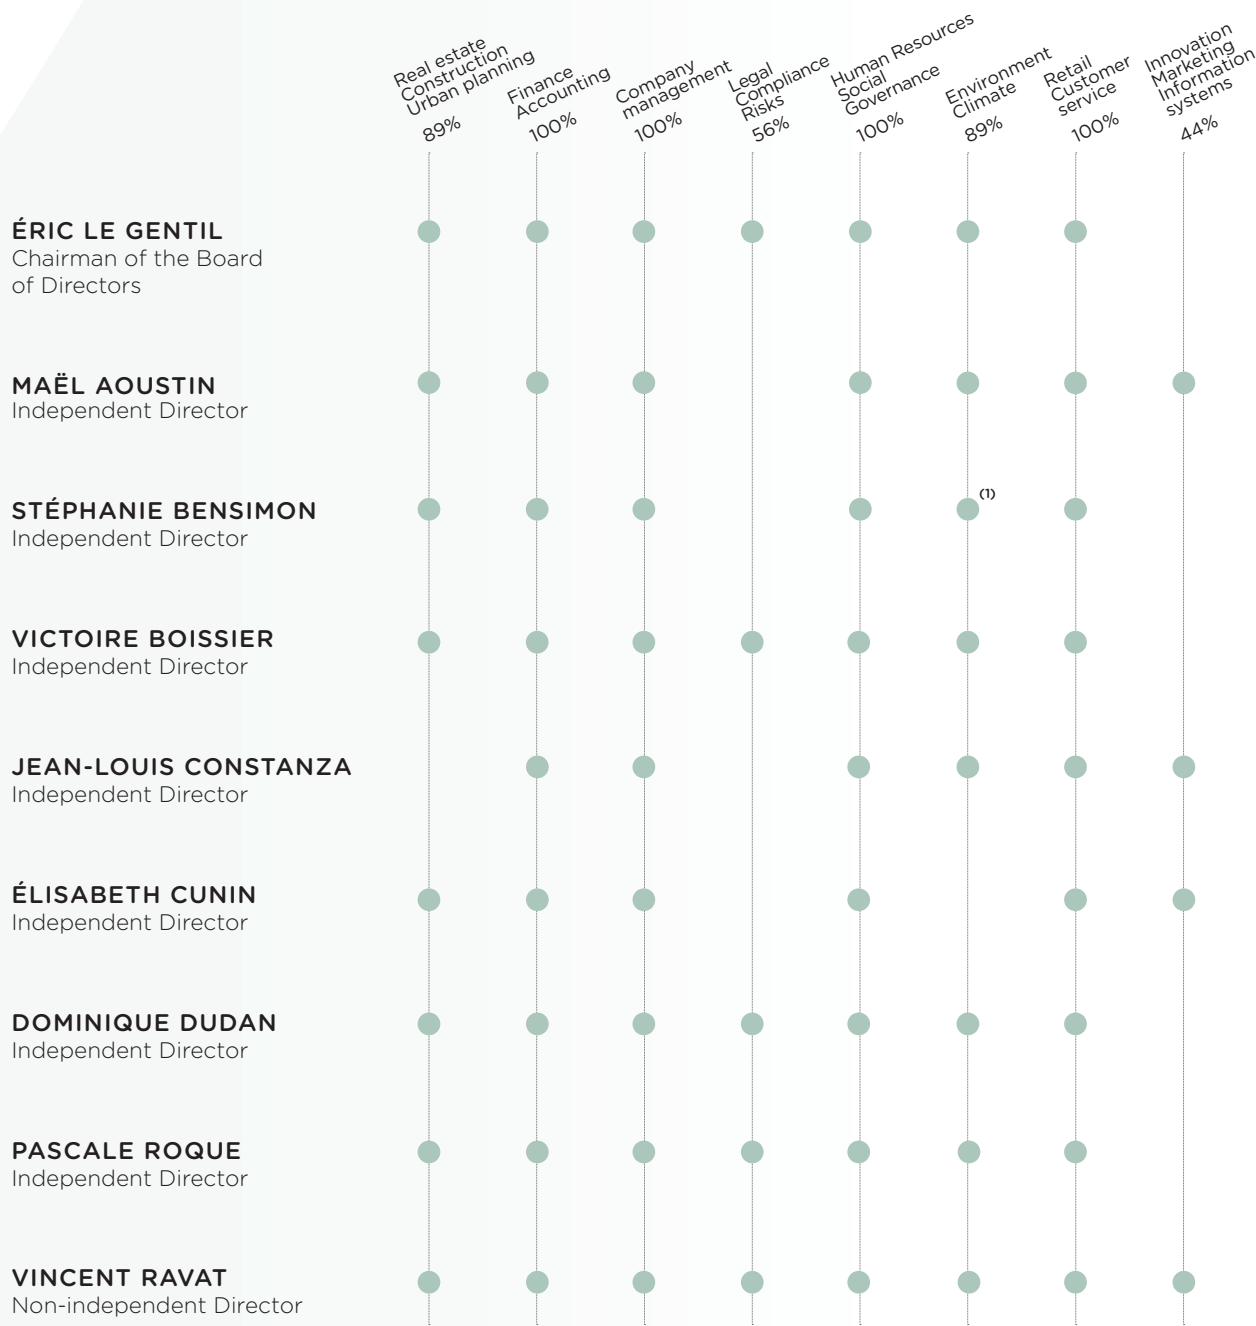 Real estate
Construction
Urban planning
89%
Finance
Accounting
100%
Company
management
100%
Legal
Compliance
Risks
56%
Human Resources
Social
Governance
100%
Environment
Climate
89%
Retail
Customer
service
100%
Innovation
Marketing
Information
systems
44%
ÉRIC LE GENTIL
Chairman of the Board
of Directors
MAËL AOUSTIN
Independent Director
STÉPHANIE BENSIMON
Independent Director
(1)
VICTOIRE BOISSIER
Independent Director
JEAN-LOUIS CONSTANZA
Independent Director
ÉLISABETH CUNIN
Independent Director
DOMINIQUE DUDAN
Independent Director
PASCALE ROQUE
Independent Director
VINCENT RAVAT
Non-independent Director